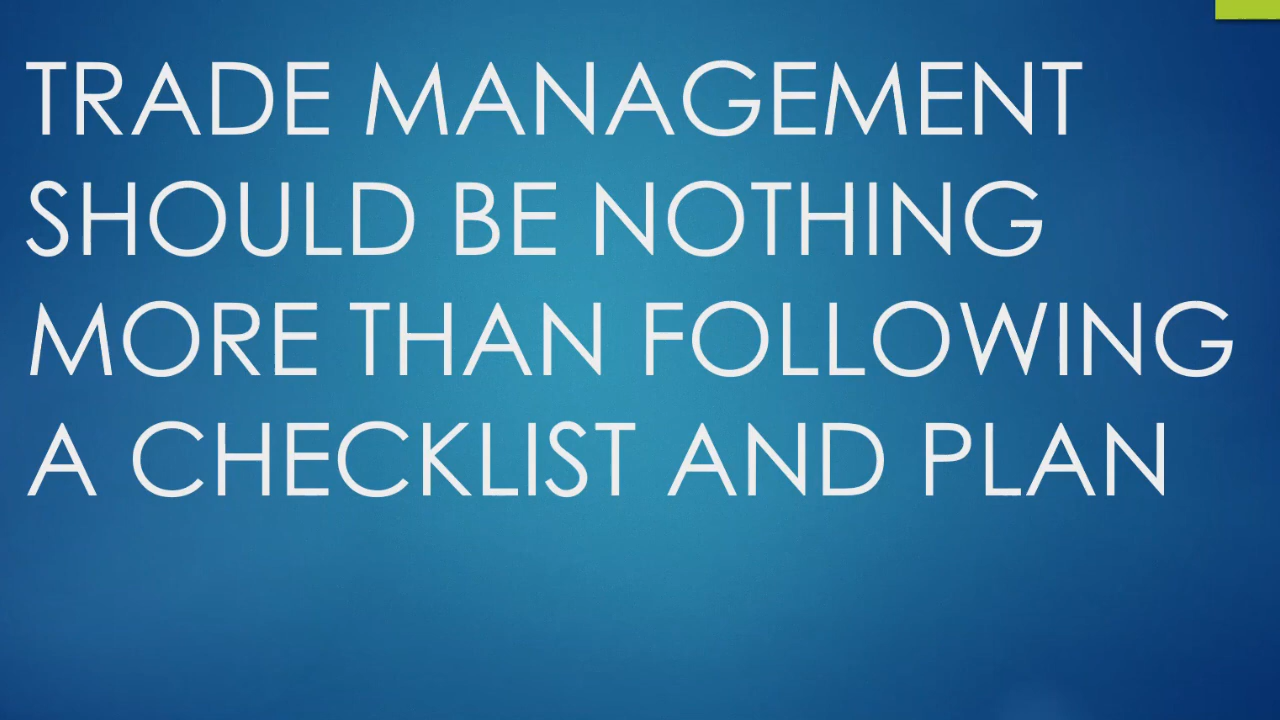 TRADE MANAGEMENT
SHOULD BE NOTHING
MORE THAN FOLLOWING
A CHECKLIST AND PLAN